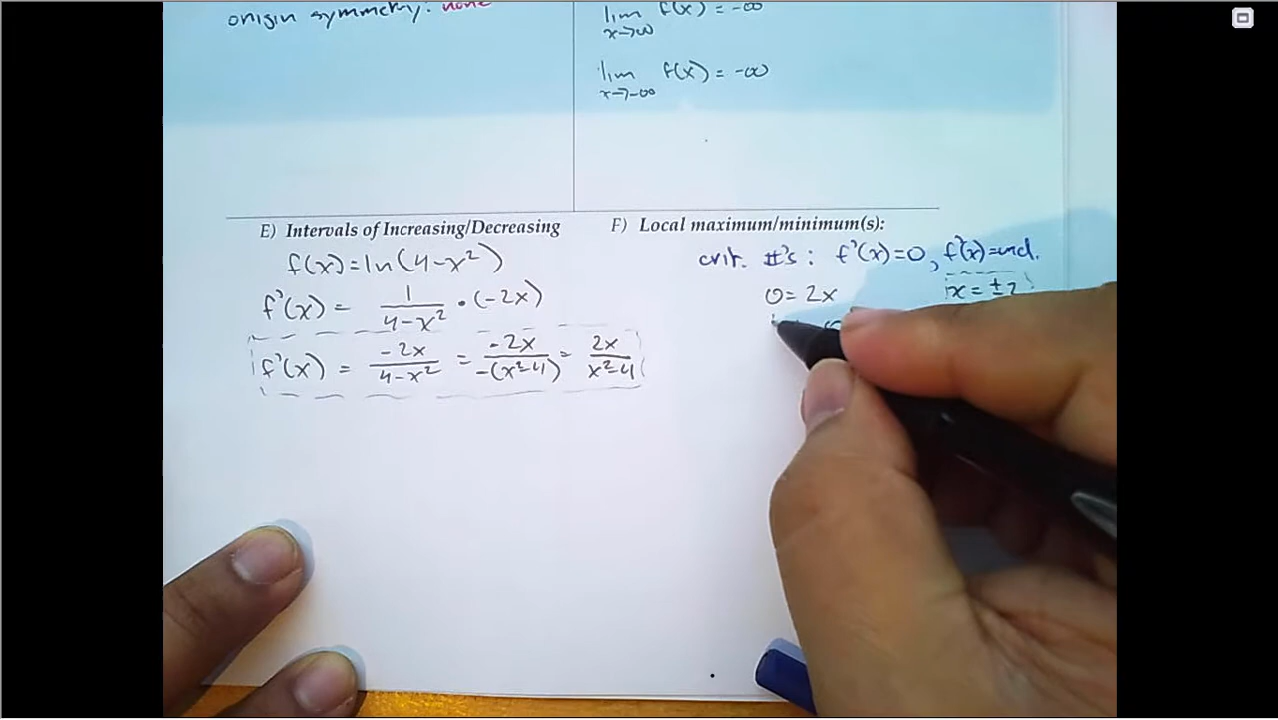 origin symmetry: none
lim f(x) = -∞
x→∞
lim f(x) = -∞
x→-∞
E) Intervals of Increasing/Decreasing
f(x)=ln(4-x²)
f'(x) = 1/(4-x²) • (-2x)
f'(x) = -2x/(4-x²) = -2x/-(x²-4) = 2x/(x²-4)
F) Local maximum/minimum(s):
crit. #'s: f'(x)=0, f'(x)=und.
0=2x
x=±2